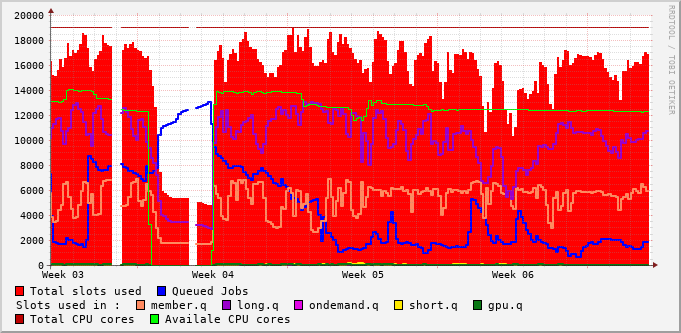 20000
18000
16000
14000
12000
10000
8000
6000
4000
2000
0
Week 03 Week 04 Week 05 Week 06
RRDTOOL / TOBI OETIKER
Total slots used Queued Jobs
Slots used in : member.q long.q ondemand.q short.q gpu.q
Total CPU cores Availale CPU cores